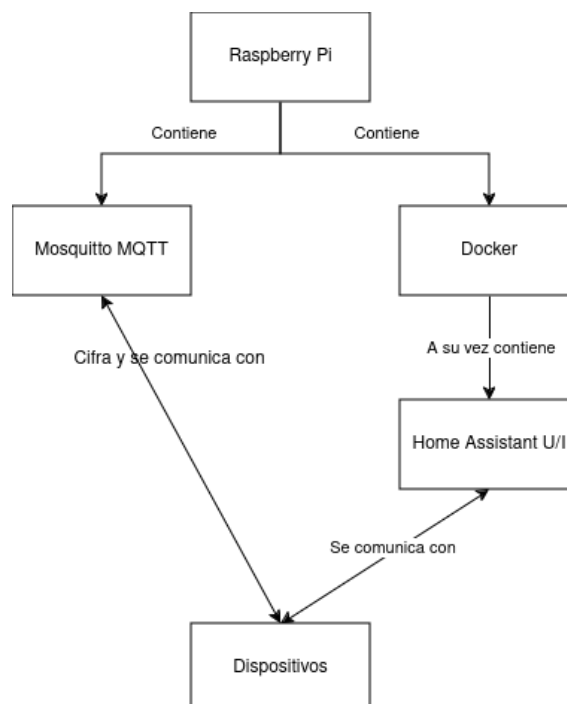 Raspberry Pi
Contiene
Contiene
Mosquitto MQTT
Docker
Cifra y se comunica con
A su vez contiene
Home Assistant U/I
Se comunica con
Dispositivos